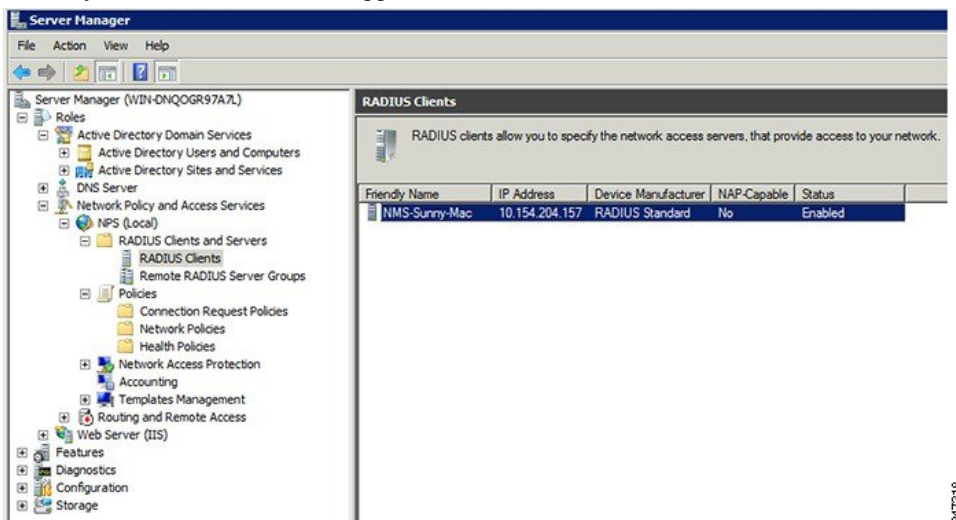 Server Manager
File Action View Help
Server Manager (WIN-DNQOGR97A7L)
Roles
Active Directory Domain Services
Active Directory Users and Computers
Active Directory Sites and Services
DNS Server
Network Policy and Access Services
NPS (Local)
RADIUS Clients and Servers
RADIUS Clients
Remote RADIUS Server Groups
Policies
Connection Request Policies
Network Policies
Health Policies
Network Access Protection
Accounting
Templates Management
Routing and Remote Access
Web Server (IIS)
Features
Diagnostics
Configuration
Storage
RADIUS Clients
RADIUS clients allow you to specify the network access servers, that provide access to your network.
Friendly Name IP Address Device Manufacturer NAP-Capable Status
NMS-Sunny-Mac 10.154.204.157 RADIUS Standard No Enabled